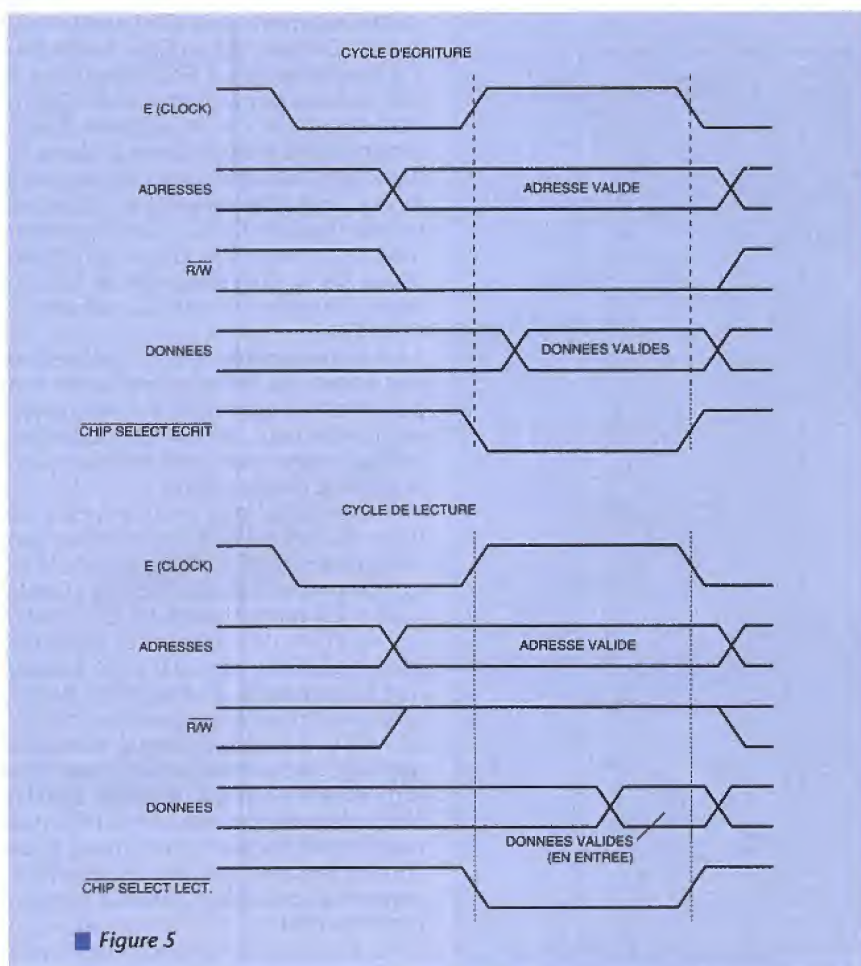 CYCLE D'ECRITURE
E (CLOCK)
ADRESSES
ADRESSE VALIDE
R/W
DONNEES
DONNEES VALIDES
CHIP SELECT ECRIT
CYCLE DE LECTURE
E (CLOCK)
ADRESSES
ADRESSE VALIDE
R/W
DONNEES
DONNEES VALIDES
(EN ENTREE)
CHIP SELECT LECT.
Figure 5